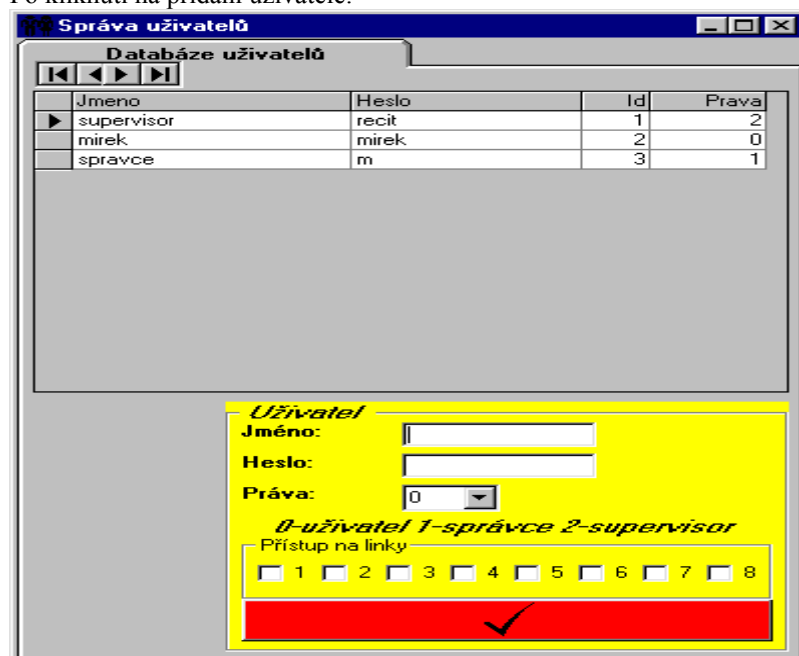 Po kliknutí na přidání uživatele:
Správa uživatelů
Databáze uživatelů
Jmeno Heslo Id Prava
supervisor recit 1 2
mirek mirek 2 0
spravce m 3 1
Uživatel
Jméno:
Heslo:
Práva: 0
0-uživatel 1-správce 2-supervisor
Přístup na linky
1 2 3 4 5 6 7 8